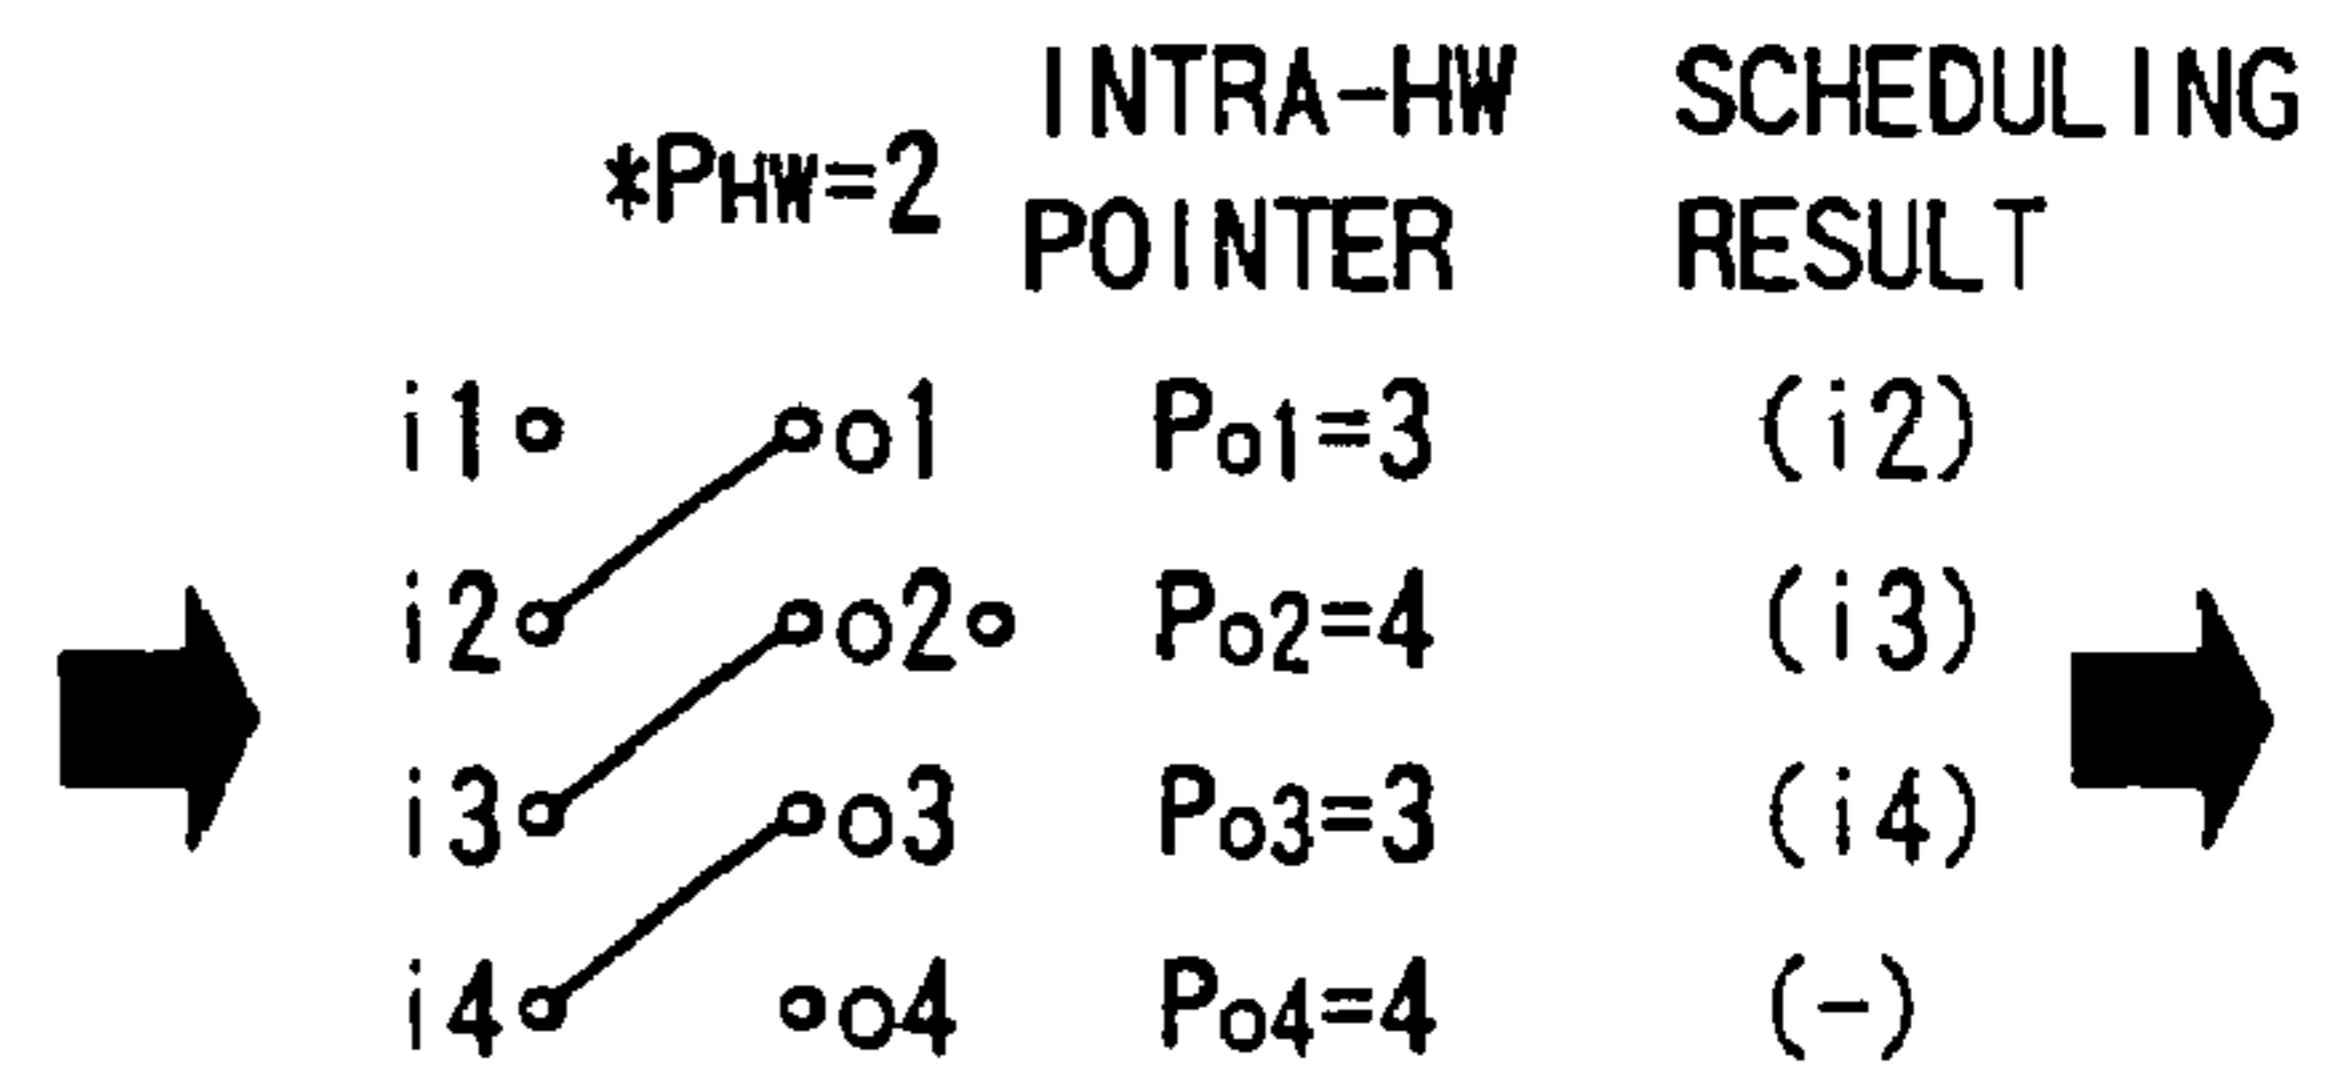 INTRA-HW SCHEDULING
*PHW=2 POINTER RESULT
i1 o1 Po1=3 (i2)
i2 o2 Po2=4 (i3)
i3 o3 Po3=3 (i4)
i4 o4 Po4=4 (-)